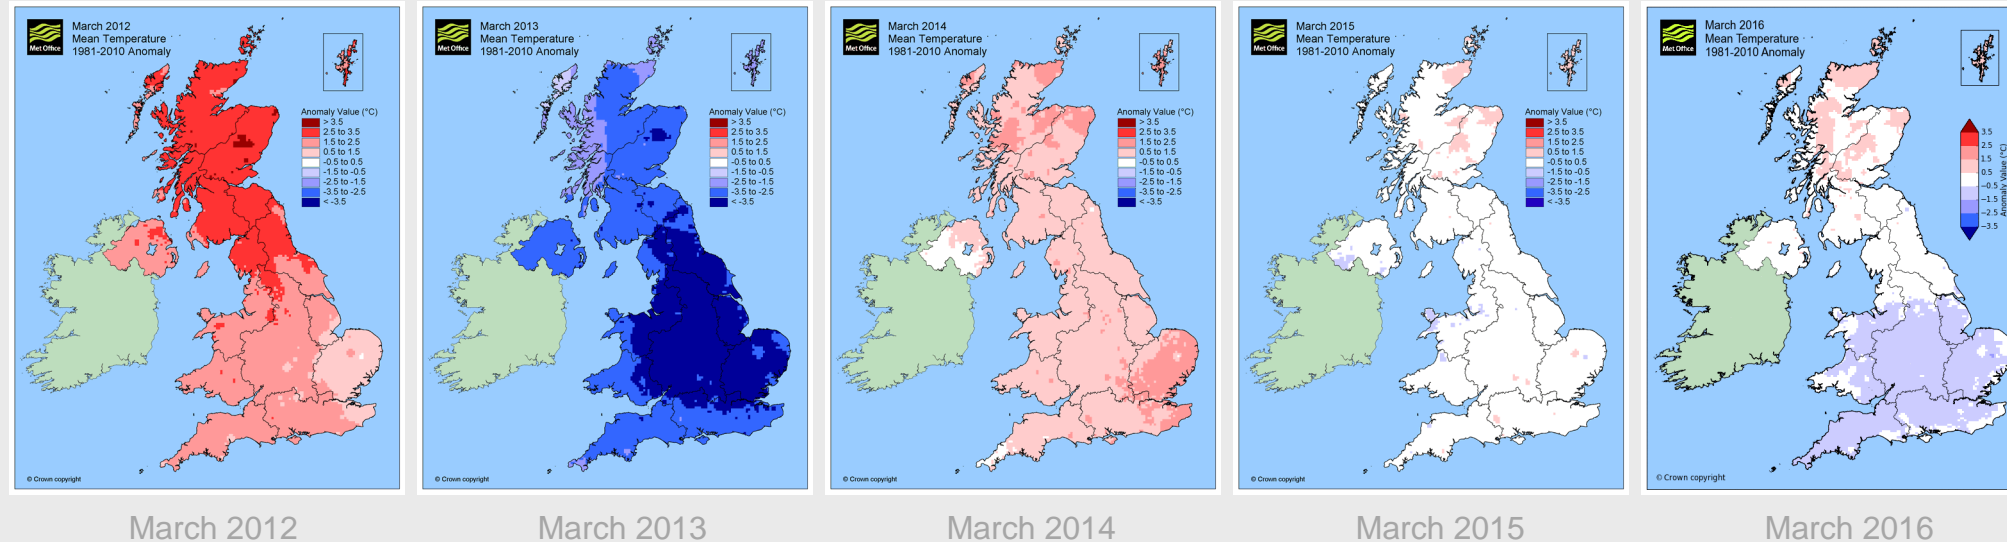 March 2012
Mean Temperature
1981-2010 Anomaly
Met Office
Anomaly Value (°C)
> 3.5
2.5 to 3.5
1.5 to 2.5
0.5 to 1.5
-0.5 to 0.5
-1.5 to -0.5
-2.5 to -1.5
-3.5 to -2.5
< -3.5
© Crown copyright
March 2012
March 2013
Mean Temperature
1981-2010 Anomaly
Met Office
Anomaly Value (°C)
> 3.5
2.5 to 3.5
1.5 to 2.5
0.5 to 1.5
-0.5 to 0.5
-1.5 to -0.5
-2.5 to -1.5
-3.5 to -2.5
< -3.5
© Crown copyright
March 2013
March 2014
Mean Temperature
1981-2010 Anomaly
Met Office
Anomaly Value (°C)
> 3.5
2.5 to 3.5
1.5 to 2.5
0.5 to 1.5
-0.5 to 0.5
-1.5 to -0.5
-2.5 to -1.5
-3.5 to -2.5
< -3.5
© Crown copyright
March 2014
March 2015
Mean Temperature
1981-2010 Anomaly
Met Office
Anomaly Value (°C)
> 3.5
2.5 to 3.5
1.5 to 2.5
0.5 to 1.5
-0.5 to 0.5
-1.5 to -0.5
-2.5 to -1.5
-3.5 to -2.5
< -3.5
© Crown copyright
March 2015
March 2016
Mean Temperature
1981-2010 Anomaly
Met Office
3.5
2.5
1.5
0.5
−0.5
−1.5
−2.5
−3.5
Anomaly Value (°C)
© Crown copyright
March 2016